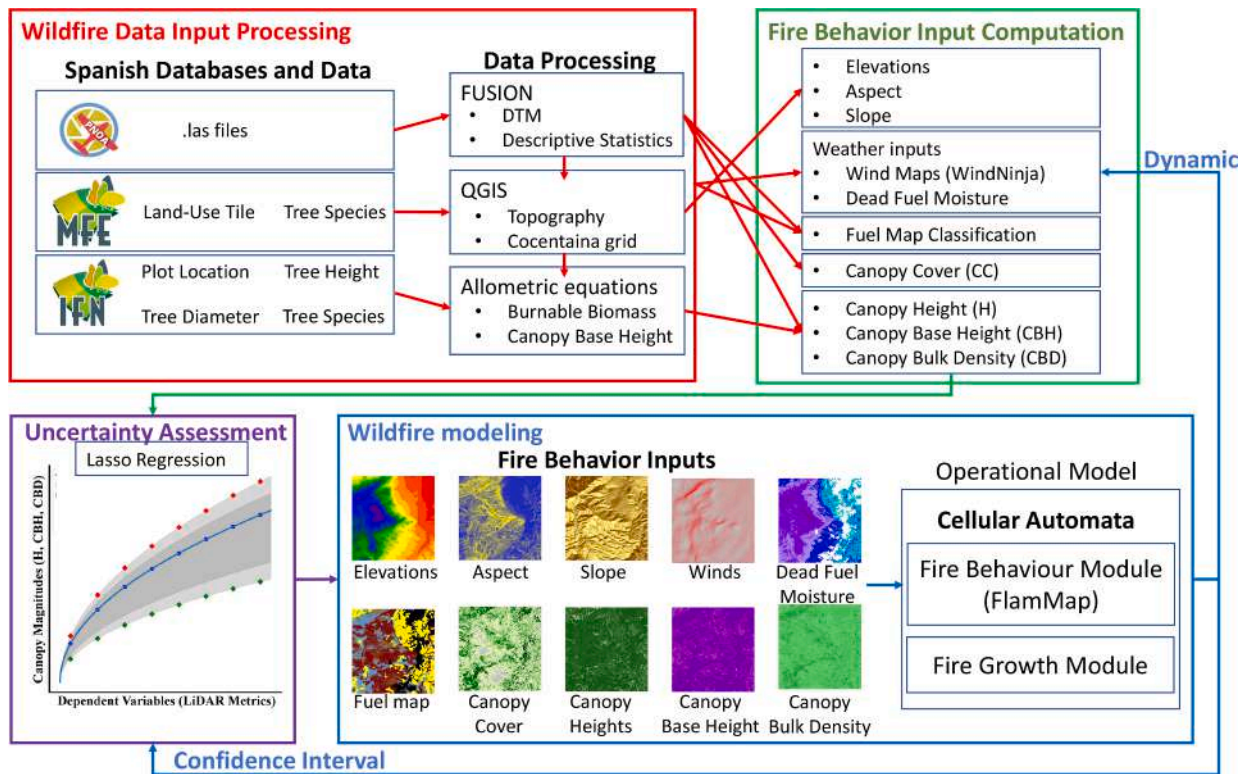 Wildfire Data Input Processing
Spanish Databases and Data
PNOA
.las files
MFE
Land-Use Tile Tree Species
IFN
Plot Location Tree Height
Tree Diameter Tree Species
Data Processing
FUSION
• DTM
• Descriptive Statistics
QGIS
• Topography
• Cocentaina grid
Allometric equations
• Burnable Biomass
• Canopy Base Height
Fire Behavior Input Computation
• Elevations
• Aspect
• Slope
Weather inputs
• Wind Maps (WindNinja)
• Dead Fuel Moisture
• Fuel Map Classification
• Canopy Cover (CC)
• Canopy Height (H)
• Canopy Base Height (CBH)
• Canopy Bulk Density (CBD)
Dynamic
Uncertainty Assessment
Lasso Regression
Canopy Magnitudes (H, CBH, CBD)
Dependent Variables (LiDAR Metrics)
Wildfire modeling
Fire Behavior Inputs
Elevations
Aspect
Slope
Winds
Dead Fuel
Moisture
Fuel map
Canopy
Cover
Canopy
Heights
Canopy
Base Height
Canopy
Bulk Density
Operational Model
Cellular Automata
Fire Behaviour Module
(FlamMap)
Fire Growth Module
Confidence Interval